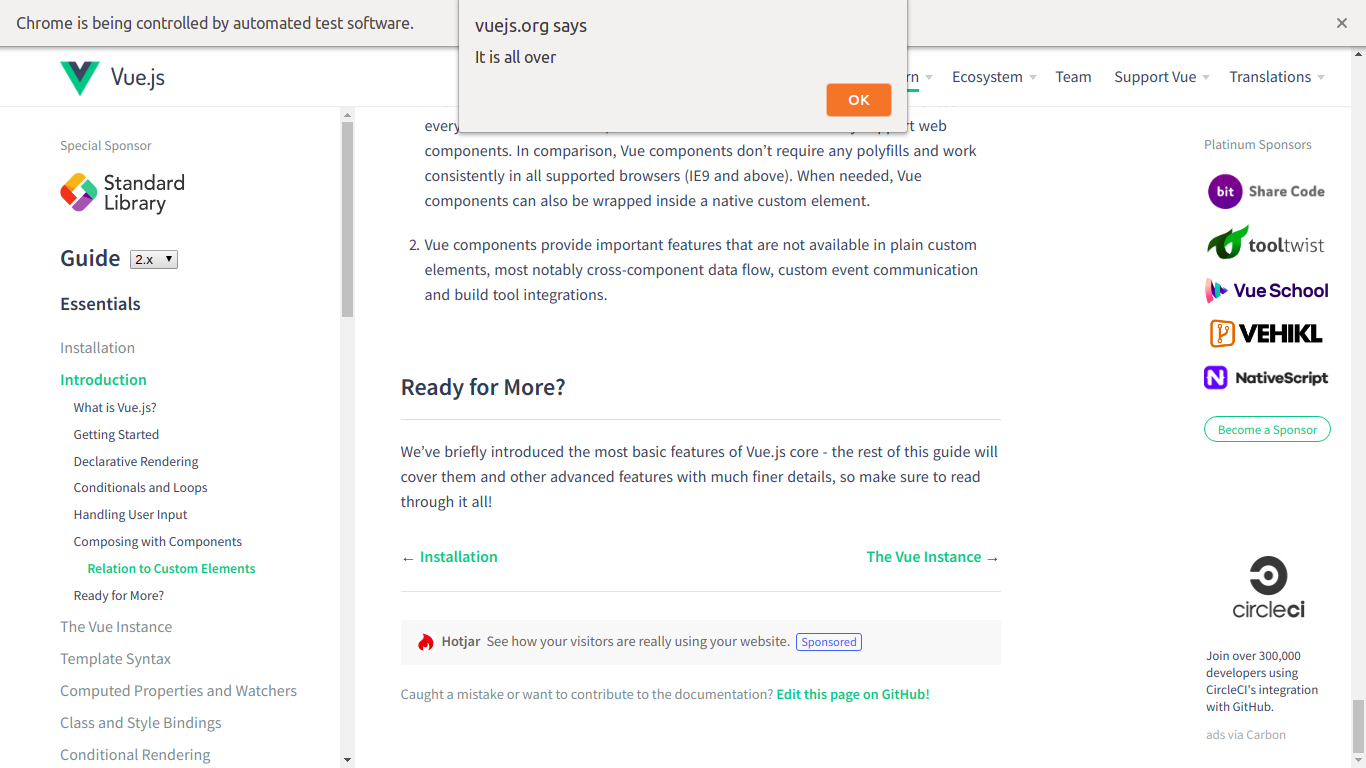 Chrome is being controlled by automated test software.
vuejs.org says
It is all over
OK
Vue.js
Ecosystem
Team
Support Vue
Translations
Special Sponsor
Standard
Library
Guide
2.x
Essentials
Installation
Introduction
What is Vue.js?
Getting Started
Declarative Rendering
Conditionals and Loops
Handling User Input
Composing with Components
Relation to Custom Elements
Ready for More?
The Vue Instance
Template Syntax
Computed Properties and Watchers
Class and Style Bindings
Conditional Rendering
web
components. In comparison, Vue components don’t require any polyfills and work
consistently in all supported browsers (IE9 and above). When needed, Vue
components can also be wrapped inside a native custom element.
2. Vue components provide important features that are not available in plain custom
elements, most notably cross-component data flow, custom event communication
and build tool integrations.
Ready for More?
We’ve briefly introduced the most basic features of Vue.js core - the rest of this guide will
cover them and other advanced features with much finer details, so make sure to read
through it all!
← Installation
The Vue Instance →
Hotjar See how your visitors are really using your website. Sponsored
Caught a mistake or want to contribute to the documentation? Edit this page on GitHub!
Platinum Sponsors
bit Share Code
tooltwist
Vue School
VEHIKL
NativeScript
Become a Sponsor
circleci
Join over 300,000
developers using
CircleCI's integration
with GitHub.
ads via Carbon